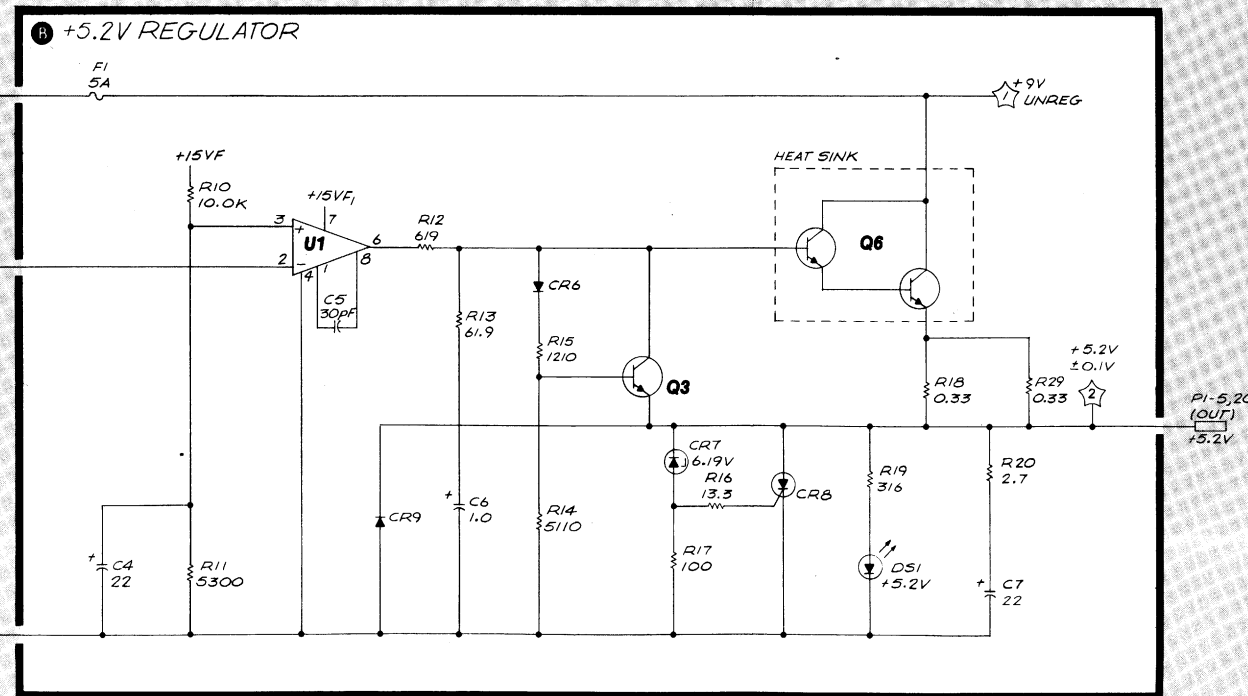 B +5.2V REGULATOR
F1
5A
1
+9V
UNREG
+15VF
R10
10.0K
+15VF1
HEAT SINK
3
+
7
U1
6
R12
619
Q6
2
-
4
1
8
C5
30pF
CR6
R13
61.9
R15
1210
Q3
R18
0.33
R29
0.33
+5.2V
±0.1V
2
P1-5,20
(OUT)
+5.2V
CR7
6.19V
R16
13.3
CR8
R19
316
R20
2.7
CR9
+
C6
1.0
R14
5110
R17
100
DS1
+5.2V
+
C7
22
+
C4
22
R11
5300